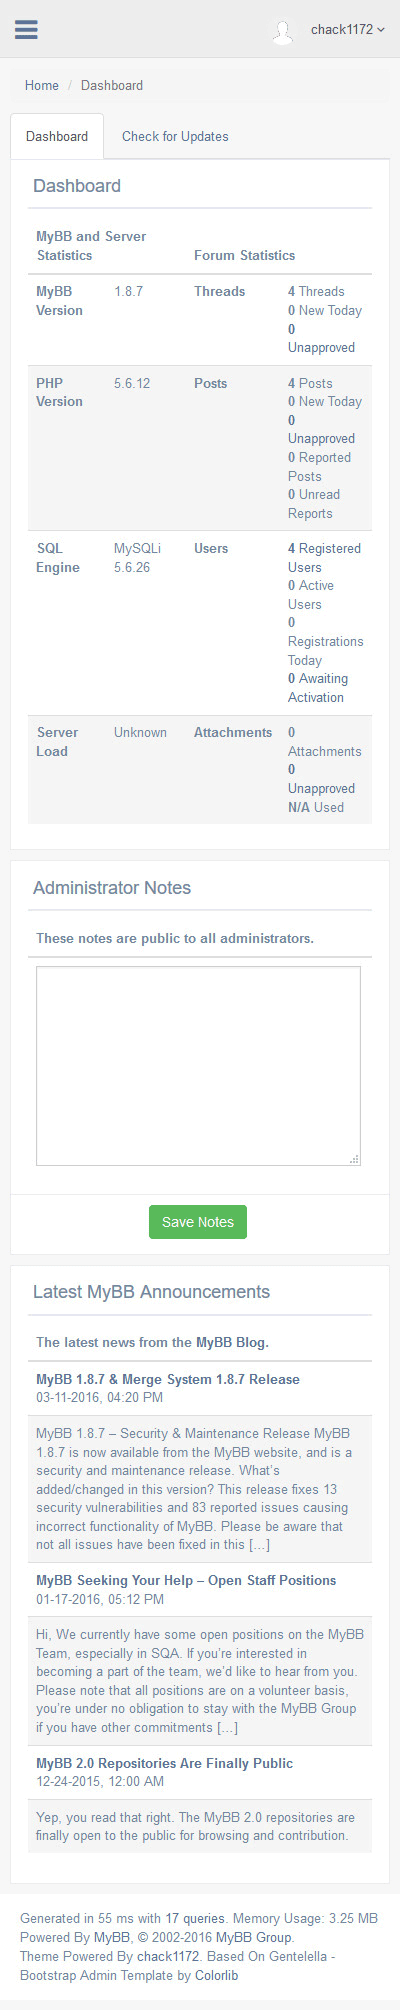 chack1172
Home / Dashboard
Dashboard
Check for Updates
Dashboard
MyBB and Server
Statistics
Forum Statistics
MyBB
Version
1.8.7
Threads
4 Threads
0 New Today
0
Unapproved
PHP
Version
5.6.12
Posts
4 Posts
0 New Today
0
Unapproved
0 Reported
Posts
0 Unread
Reports
SQL
Engine
MySQLi
5.6.26
Users
4 Registered
Users
0 Active
Users
0
Registrations
Today
0 Awaiting
Activation
Server
Load
Unknown
Attachments
0
Attachments
0
Unapproved
N/A Used
Administrator Notes
These notes are public to all administrators.
Save Notes
Latest MyBB Announcements
The latest news from the MyBB Blog.
MyBB 1.8.7 & Merge System 1.8.7 Release
03-11-2016, 04:20 PM
MyBB 1.8.7 – Security & Maintenance Release MyBB
1.8.7 is now available from the MyBB website, and is a
security and maintenance release. What's
added/changed in this version? This release fixes 13
security vulnerabilities and 83 reported issues causing
incorrect functionality of MyBB. Please be aware that
not all issues have been fixed in this […]
MyBB Seeking Your Help – Open Staff Positions
01-17-2016, 05:12 PM
Hi, We currently have some open positions on the MyBB
Team, especially in SQA. If you're interested in
becoming a part of the team, we'd like to hear from you.
Please note that all positions are on a volunteer basis,
you're under no obligation to stay with the MyBB Group
if you have other commitments […]
MyBB 2.0 Repositories Are Finally Public
12-24-2015, 12:00 AM
Yep, you read that right. The MyBB 2.0 repositories are
finally open to the public for browsing and contribution.
Generated in 55 ms with 17 queries. Memory Usage: 3.25 MB
Powered By MyBB, © 2002-2016 MyBB Group.
Theme Powered By chack1172. Based On Gentelella -
Bootstrap Admin Template by Colorlib